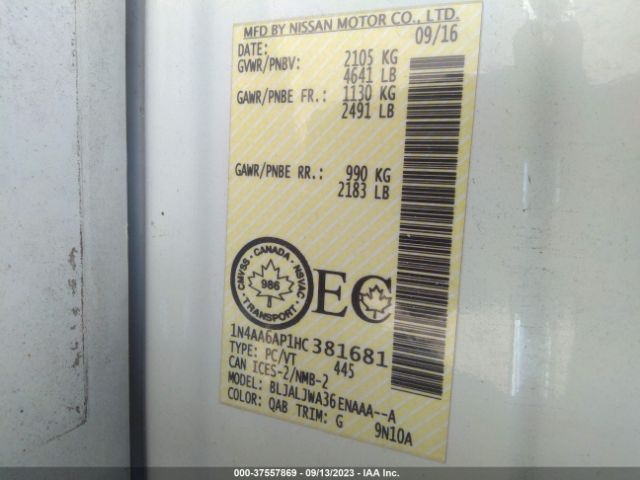 MFD BY NISSAN MOTOR CO., LTD.
DATE: 09/16
GVWR/PNBV: 2105 KG
4641 LB
GAWR/PNBE FR.: 1130 KG
2491 LB
GAWR/PNBE RR.: 990 KG
2183 LB
CMVSS · CANADA · NSVAC
986
TRANSPORT
EC
1N4AA6AP1HC381681
TYPE: PC/VT 445
CAN ICES-2/NMB-2
MODEL: BLJALJWA36ENAAA--A
COLOR: QAB TRIM: G 9N10A
000-37557869 - 09/13/2023 - IAA Inc.